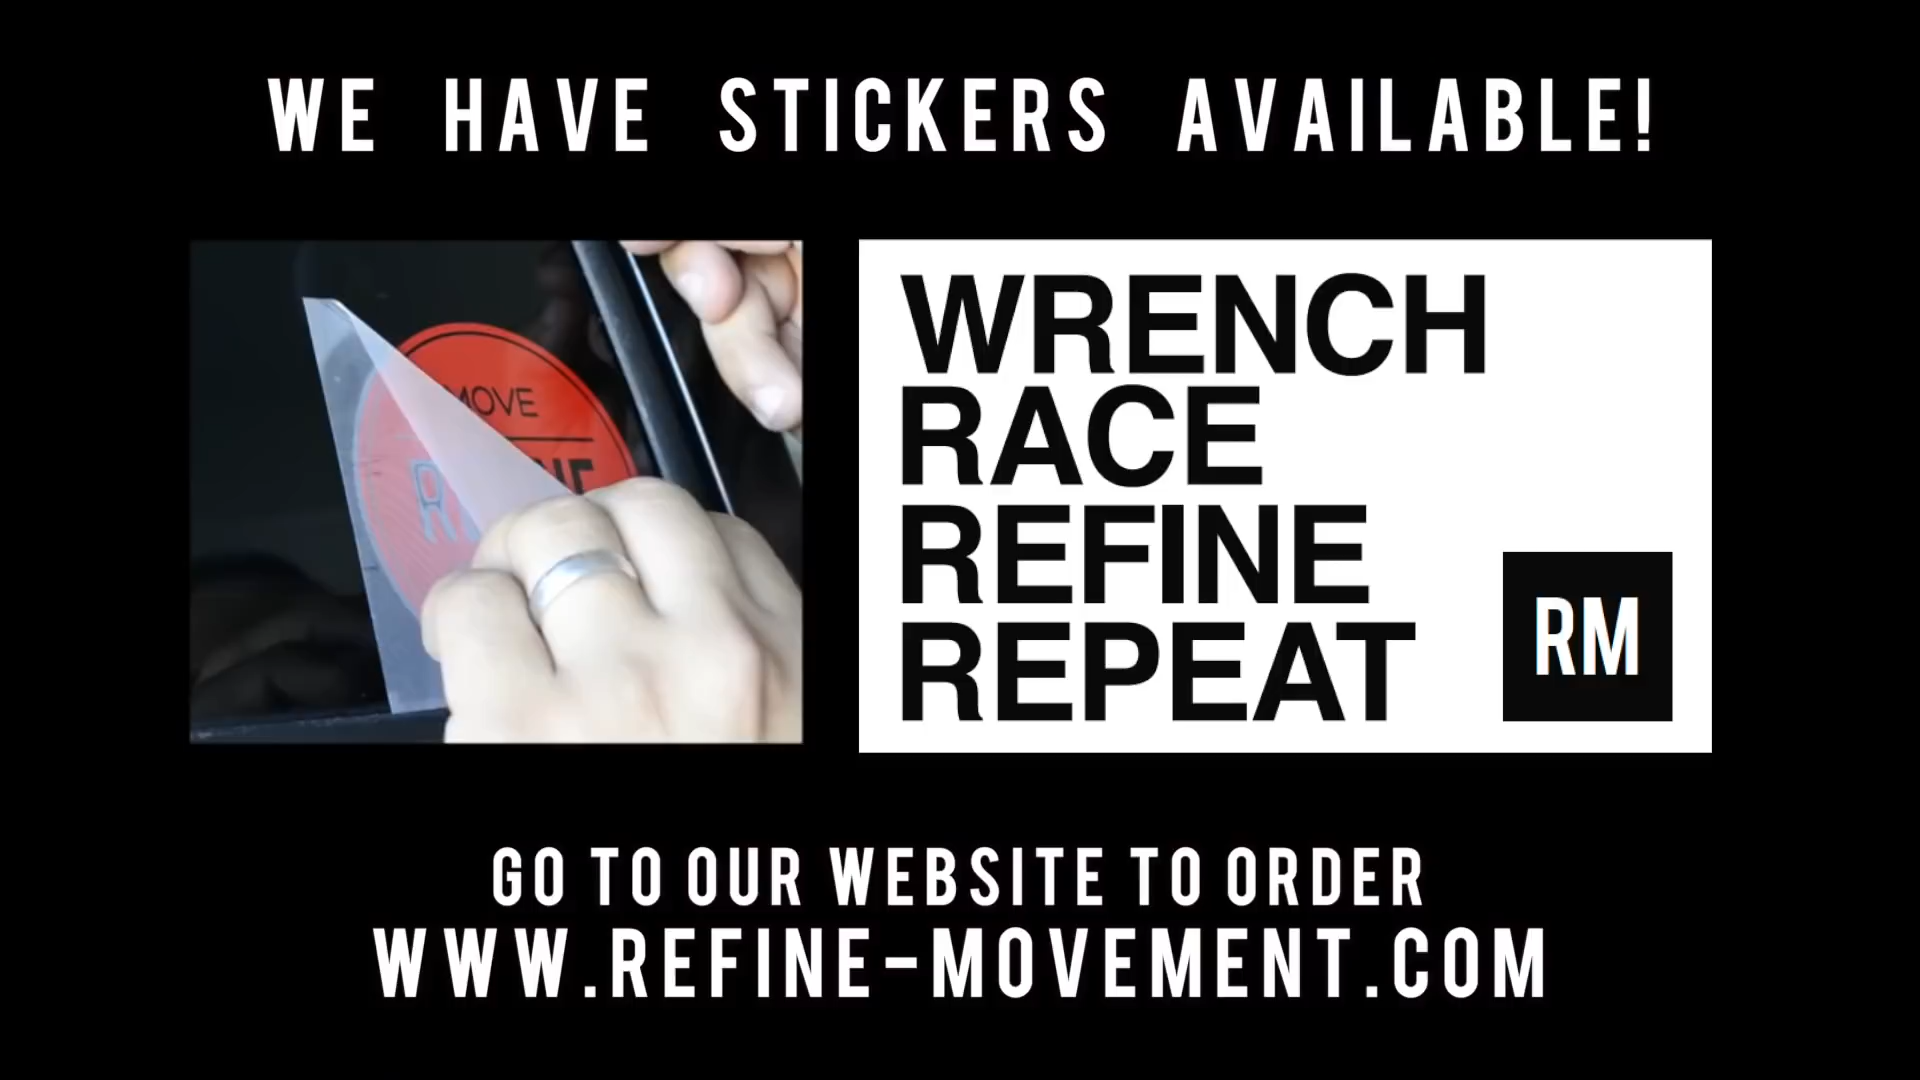 WE HAVE STICKERS AVAILABLE!
MOVE
WRENCH
RACE
REFINE
REPEAT
RM
GO TO OUR WEBSITE TO ORDER
WWW.REFINE-MOVEMENT.COM